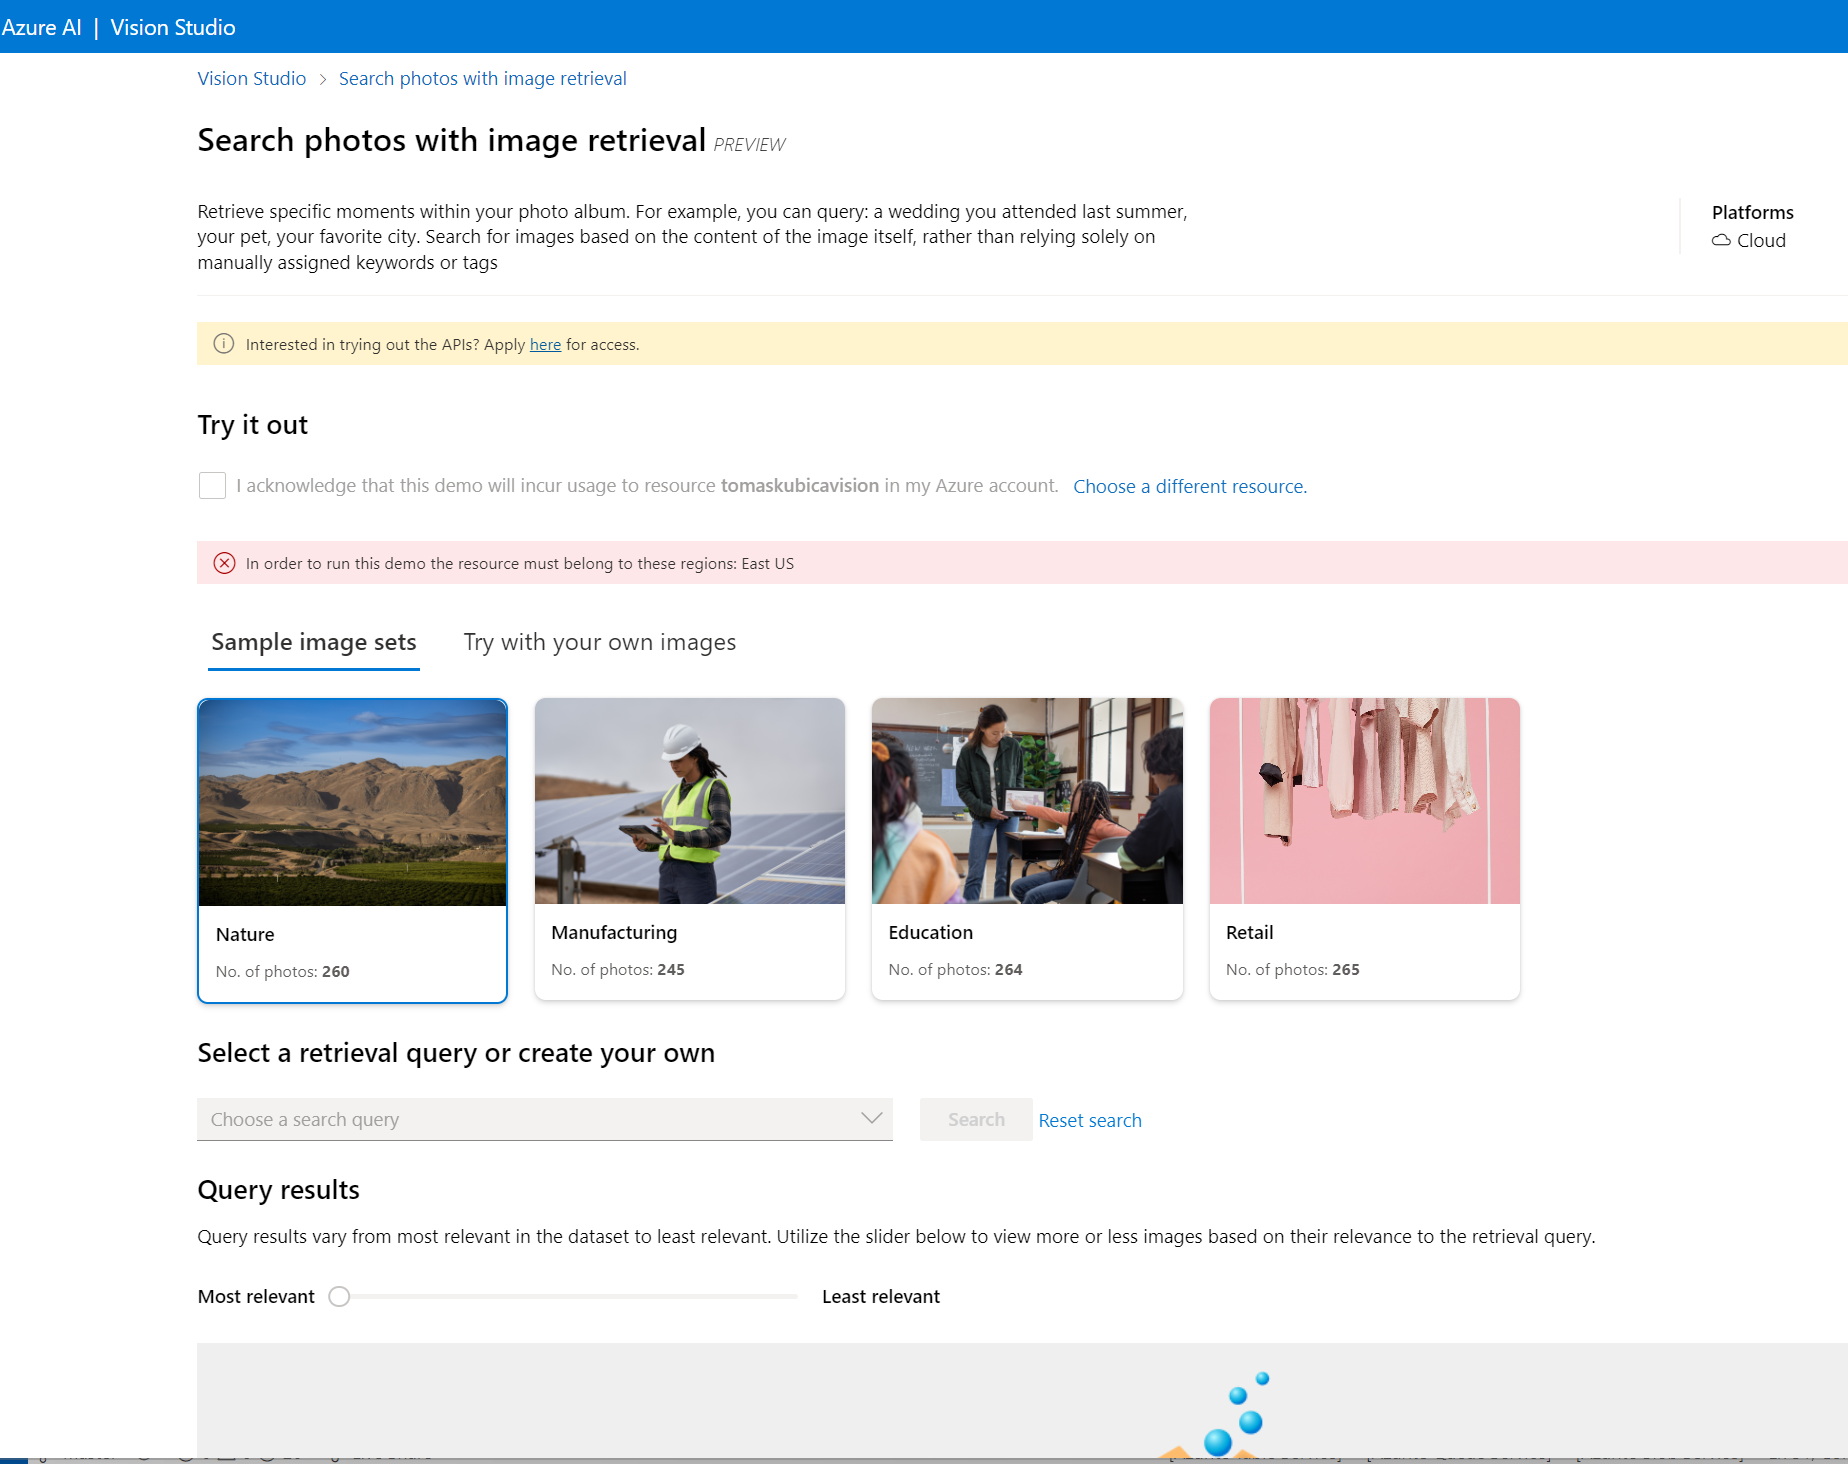 Azure AI | Vision Studio
Vision Studio > Search photos with image retrieval
Search photos with image retrieval PREVIEW
Retrieve specific moments within your photo album. For example, you can query: a wedding you attended last summer,
your pet, your favorite city. Search for images based on the content of the image itself, rather than relying solely on
manually assigned keywords or tags
Platforms
Cloud
Interested in trying out the APIs? Apply here for access.
Try it out
I acknowledge that this demo will incur usage to resource tomaskubicavision in my Azure account. Choose a different resource.
In order to run this demo the resource must belong to these regions: East US
Sample image sets Try with your own images
Nature
No. of photos: 260
Manufacturing
No. of photos: 245
Education
No. of photos: 264
Retail
No. of photos: 265
Select a retrieval query or create your own
Choose a search query Search Reset search
Query results
Query results vary from most relevant in the dataset to least relevant. Utilize the slider below to view more or less images based on their relevance to the retrieval query.
Most relevant Least relevant